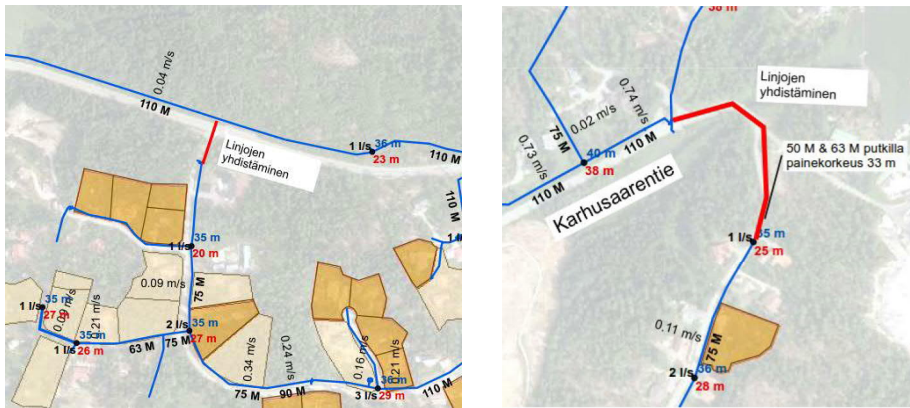 0.04 m/s
110 M
1 l/s
36 m
23 m
110 M
Linjojen
yhdistäminen
110 M
35 m
1 l/s
20 m
75 M
0.09 m/s
1 l/s
27 m
0.21 m/s
35 m
1 l/s
26 m
63 M
75 M
2 l/s
35 m
27 m
0.34 m/s
0.24 m/s
0.16 m/s
0.21 m/s
75 M
90 M
36 m
3 l/s
29 m
110 M
38 m
Linjojen
yhdistäminen
0.74 m/s
0.02 m/s
75 M
110 M
0.73 m/s
40 m
38 m
110 M
Karhusaarentie
50 M & 63 M putkilla
painekorkeus 33 m
1 l/s
35 m
25 m
0.11 m/s
75 M
36 m
2 l/s
28 m